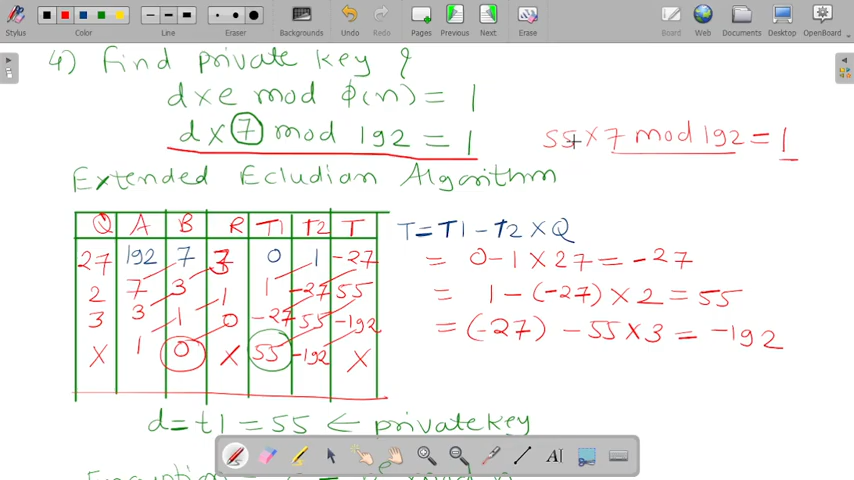 Stylus Color Line Eraser Backgrounds Undo Redo Pages Previous Next Erase Board Web Documents Desktop OpenBoard
4) find private key ?
d x e mod ϕ(n) = 1
d x 7 mod 192 = 1
55 x 7 mod 192 = 1
Extended Ecludian Algorithm
Q A B R T1 T2 T
27 192 7 3 0 1 -27
2 7 3 1 1 -27 55
3 3 1 0 -27 55 -192
X 1 0 X 55 -192 X
T = T1 - T2 X Q
= 0 - 1 X 27 = -27
= 1 - (-27) X 2 = 55
= (-27) - 55 X 3 = -192
d = t1 = 55 ← private key